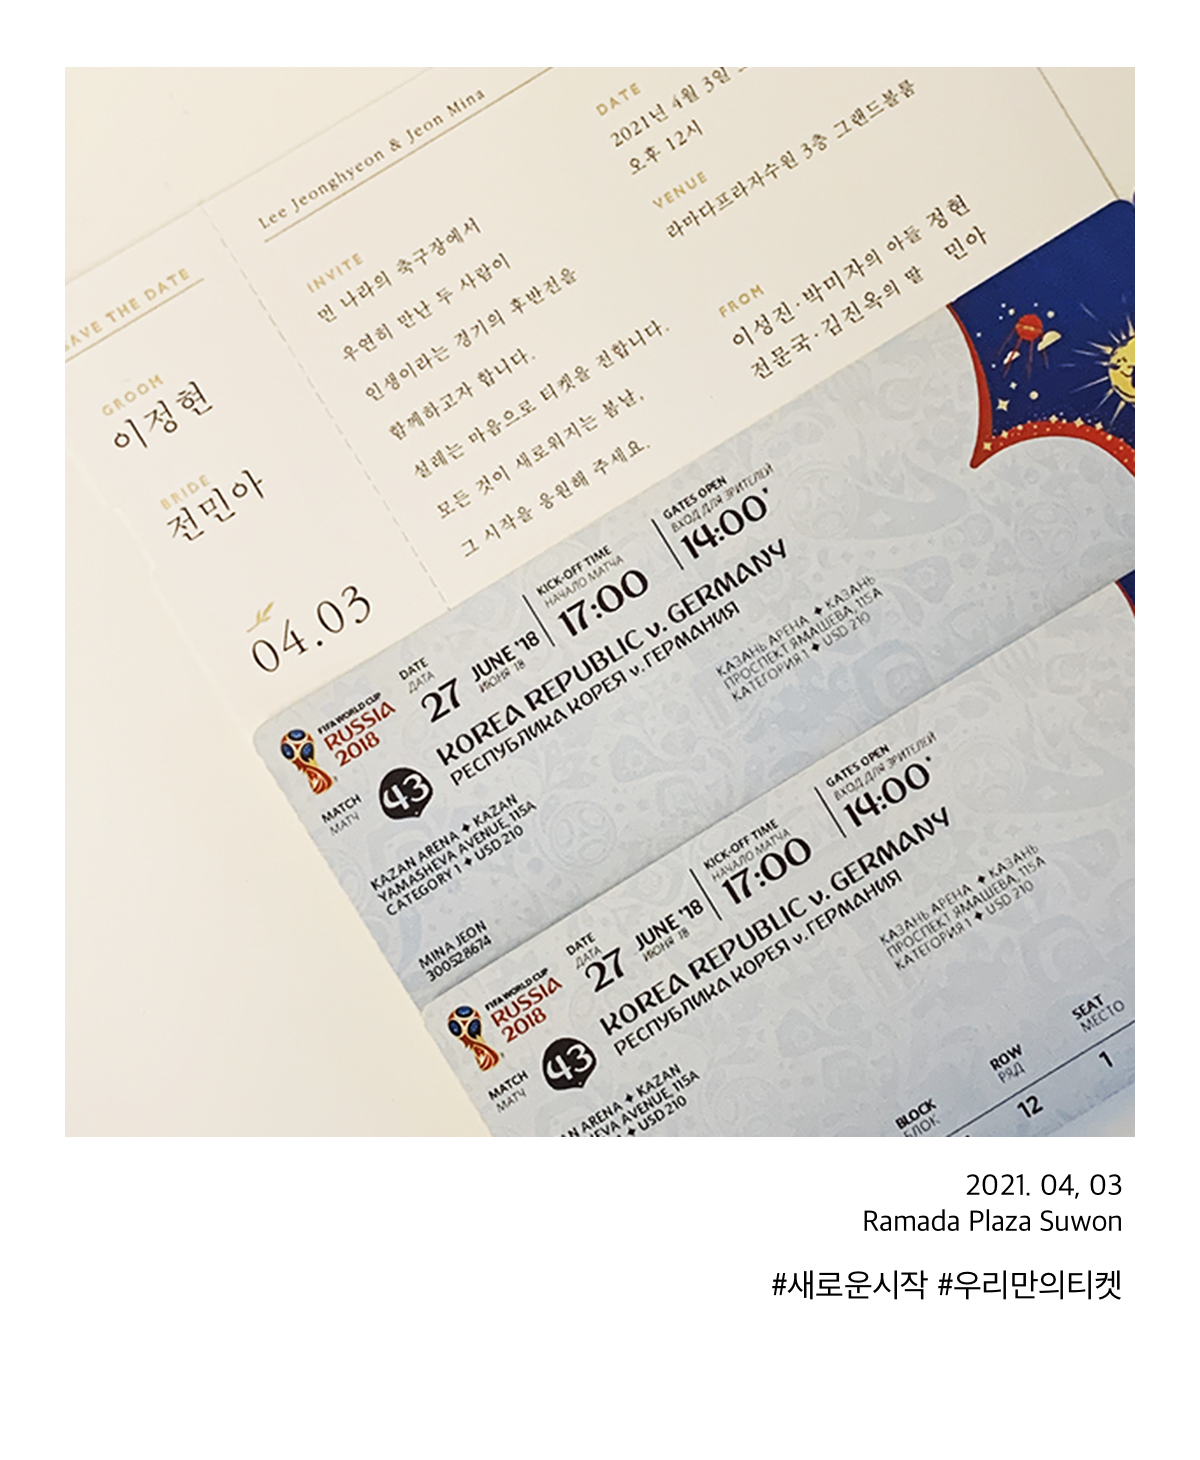 SAVE THE DATE
GROOM
이정현
BRIDE
전민아
04.03
Lee Jeonghyeon & Jeon Mina
INVITE
먼 나라의 축구장에서
우연히 만난 두 사람이
인생이라는 경기의 후반전을
함께하고자 합니다.
설레는 마음으로 티켓을 전합니다.
모든 것이 새로워지는 봄날,
그 시작을 응원해 주세요.
DATE
2021년 4월 3일
오후 12시
VENUE
라마다프라자수원 3층 그랜드볼룸
FROM
이성진·박미자의 아들 정현
전문국·김진옥의 딸 민아
FIFA WORLD CUP
RUSSIA
2018
DATE
ДАТА
27 JUNE '18
ИЮНЯ 18
KICK-OFF TIME
НАЧАЛО МАТЧА
17:00
GATES OPEN
ВХОД ДЛЯ ЗРИТЕЛЕЙ
14:00*
MATCH
МАТЧ
43
KOREA REPUBLIC v. GERMANY
РЕСПУБЛИКА КОРЕЯ v. ГЕРМАНИЯ
KAZAN ARENA ✦ KAZAN
YAMASHEVA AVENUE, 115A
CATEGORY 1 ✦ USD 210
КАЗАНЬ АРЕНА ✦ КАЗАНЬ
ПРОСПЕКТ ЯМАШЕВА, 115А
КАТЕГОРИЯ 1 ✦ USD 210
MINA JEON
300528674
FIFA WORLD CUP
RUSSIA
2018
DATE
ДАТА
27 JUNE '18
ИЮНЯ 18
KICK-OFF TIME
НАЧАЛО МАТЧА
17:00
GATES OPEN
ВХОД ДЛЯ ЗРИТЕЛЕЙ
14:00*
MATCH
МАТЧ
43
KOREA REPUBLIC v. GERMANY
РЕСПУБЛИКА КОРЕЯ v. ГЕРМАНИЯ
ARENA ✦ KAZAN
AVENUE, 115A
✦ USD 210
КАЗАНЬ АРЕНА ✦ КАЗАНЬ
ПРОСПЕКТ ЯМАШЕВА, 115А
КАТЕГОРИЯ 1 ✦ USD 210
BLOCK
БЛОК
ROW
РЯД
12
SEAT
МЕСТО
1
2021. 04, 03
Ramada Plaza Suwon
#새로운시작 #우리만의티켓